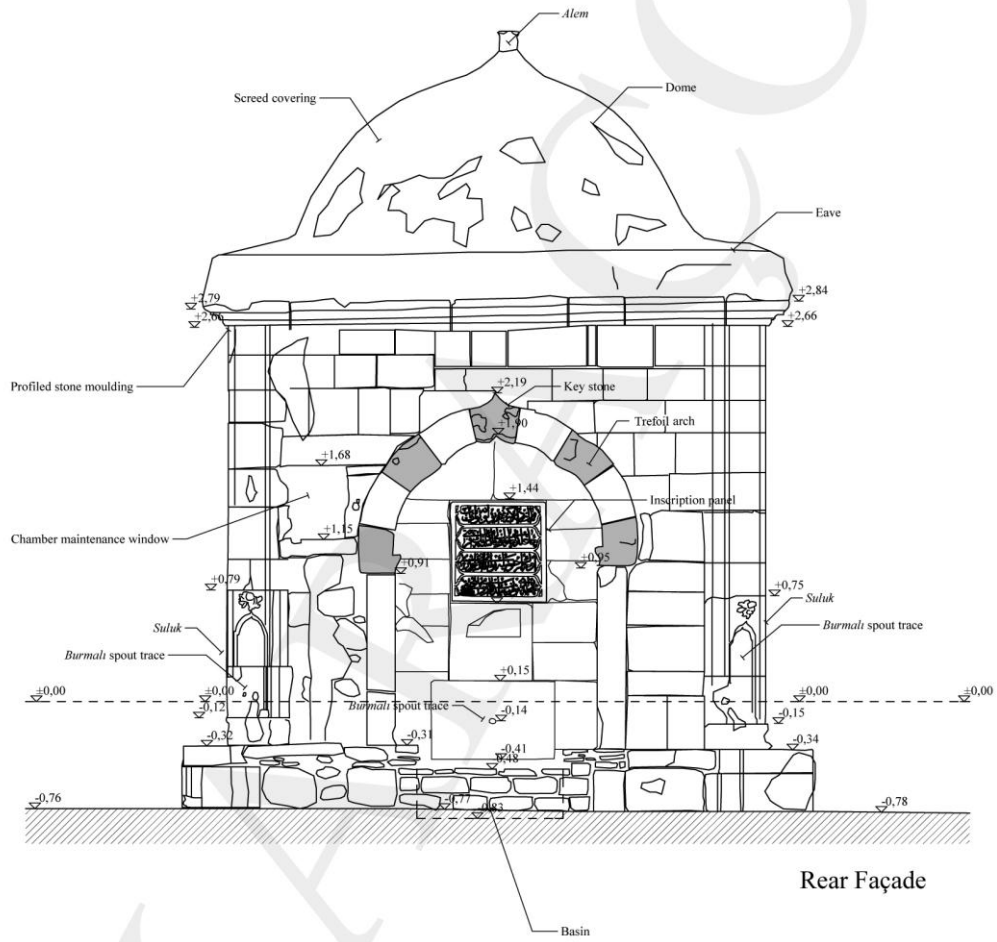 Alem
Dome
Screed covering
Eave
+2,79
+2,84
+2,6
+2,66
Profiled stone moulding
+2,19
Key stone
Trefoil arch
+1,90
+1,68
+1,44
Inscription panel
Chamber maintenance window
+1,15
+0,91
+0,95
+0,79
+0,75
Suluk
Suluk
Burmalı spout trace
Burmalı spout trace
+0,15
±0,00
±0,00
±0,00
±0,00
Burmalı spout trace
-0,12
-0,14
-0,15
-0,32
-0,31
-0,34
-0,41
-0,48
-0,76
-0,77
-0,83
-0,78
Rear Façade
Basin